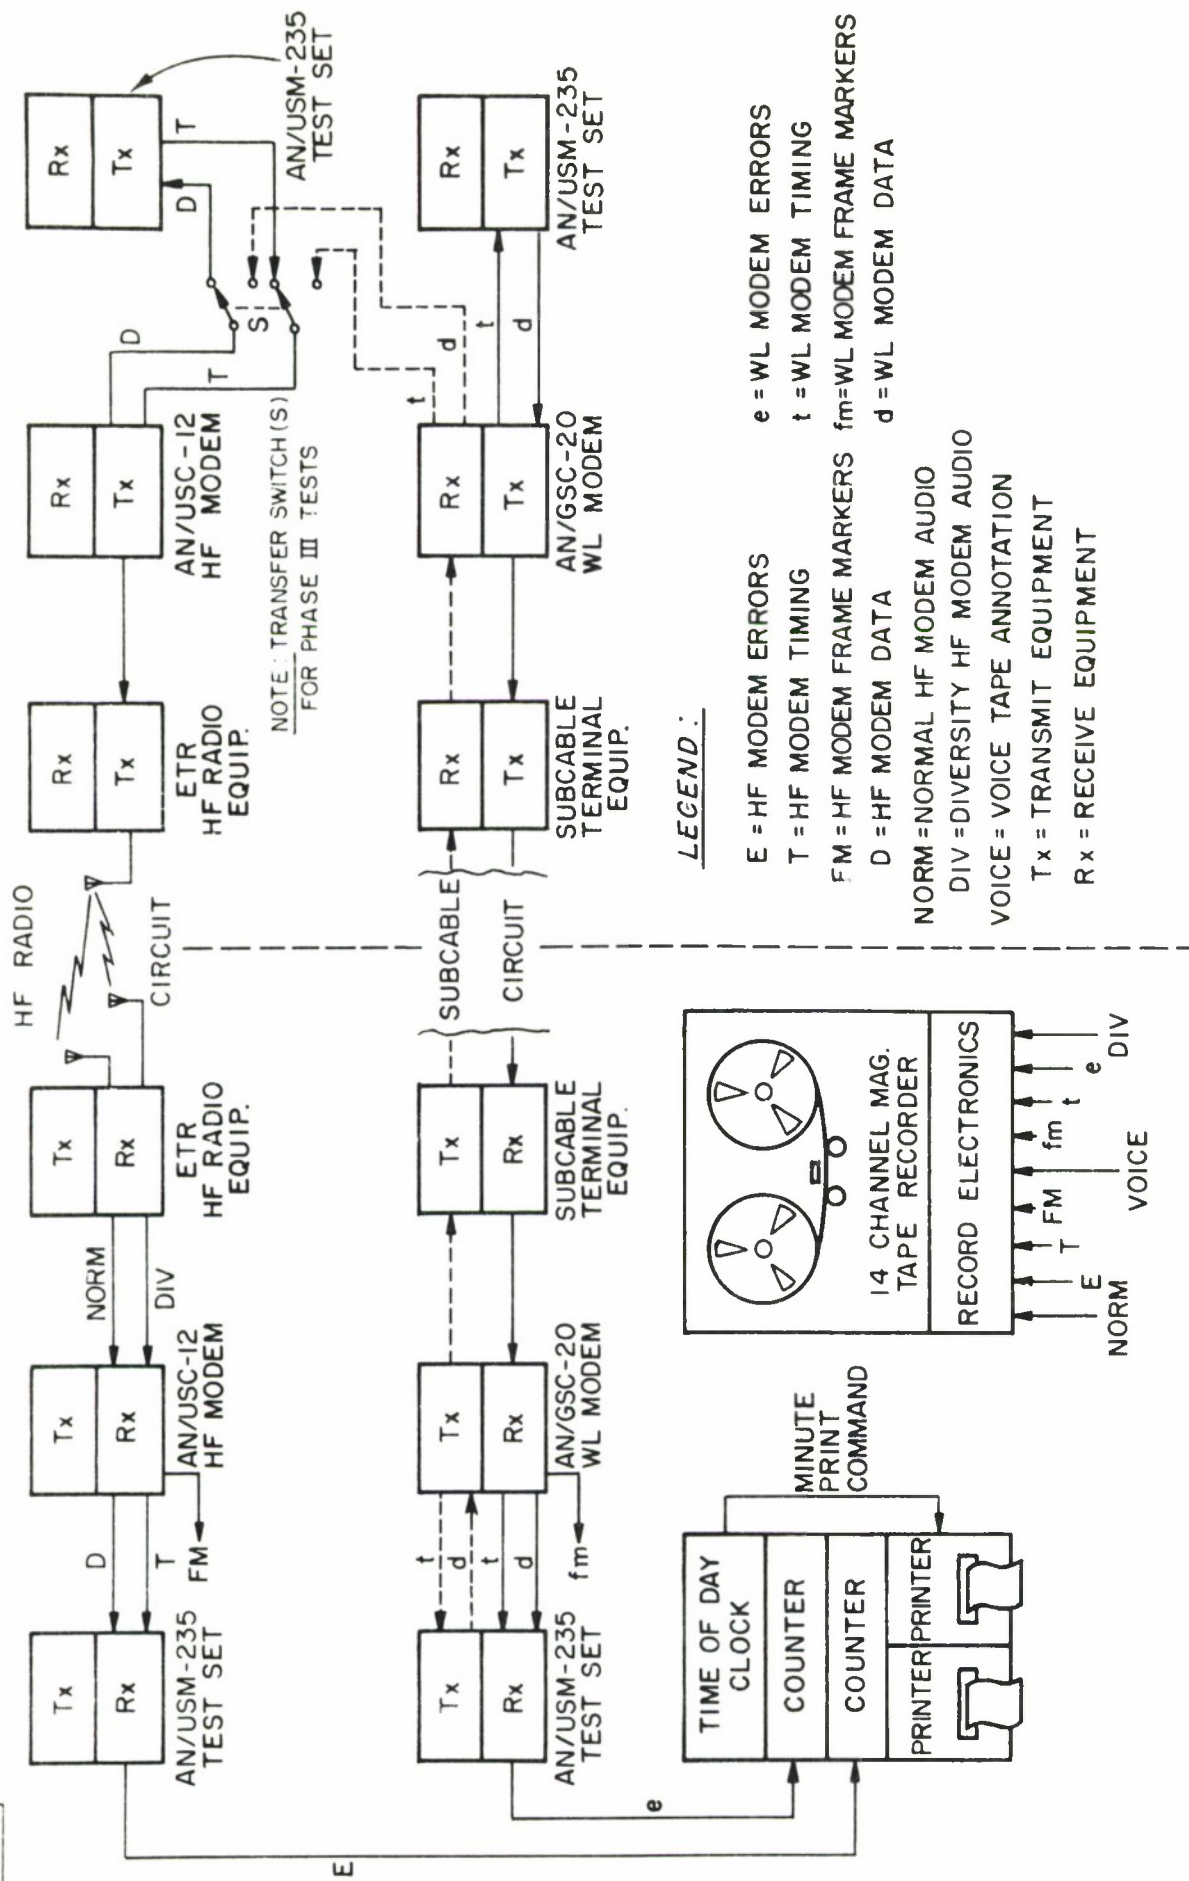 HF RADIO
CIRCUIT
Tx
Rx
AN/USM-235
TEST SET
D
T
FM
Tx
Rx
AN/USC-12
HF MODEM
NORM
DIV
Tx
Rx
ETR
HF RADIO
EQUIP.
Rx
Tx
ETR
HF RADIO
EQUIP.
Rx
Tx
AN/USC-12
HF MODEM
D
T
S
D
T
Rx
Tx
AN/USM-235
TEST SET
NOTE: TRANSFER SWITCH(S)
FOR PHASE III TESTS
Tx
Rx
AN/USM-235
TEST SET
t
d
t
d
fm
Tx
Rx
AN/GSC-20
WL MODEM
Tx
Rx
SUBCABLE
TERMINAL
EQUIP.
SUBCABLE
CIRCUIT
Rx
Tx
SUBCABLE
TERMINAL
EQUIP.
Rx
Tx
AN/GSC-20
WL MODEM
t
d
t
d
Rx
Tx
AN/USM-235
TEST SET
E
e
TIME OF DAY
CLOCK
COUNTER
COUNTER
PRINTER
PRINTER
MINUTE
PRINT
COMMAND
14 CHANNEL MAG.
TAPE RECORDER
RECORD ELECTRONICS
NORM
E
T
FM
VOICE
fm
t
e
DIV
LEGEND:
E = HF MODEM ERRORS
T = HF MODEM TIMING
FM = HF MODEM FRAME MARKERS
D = HF MODEM DATA
NORM = NORMAL HF MODEM AUDIO
DIV = DIVERSITY HF MODEM AUDIO
VOICE = VOICE TAPE ANNOTATION
Tx = TRANSMIT EQUIPMENT
Rx = RECEIVE EQUIPMENT
e = WL MODEM ERRORS
t = WL MODEM TIMING
fm = WL MODEM FRAME MARKERS
d = WL MODEM DATA